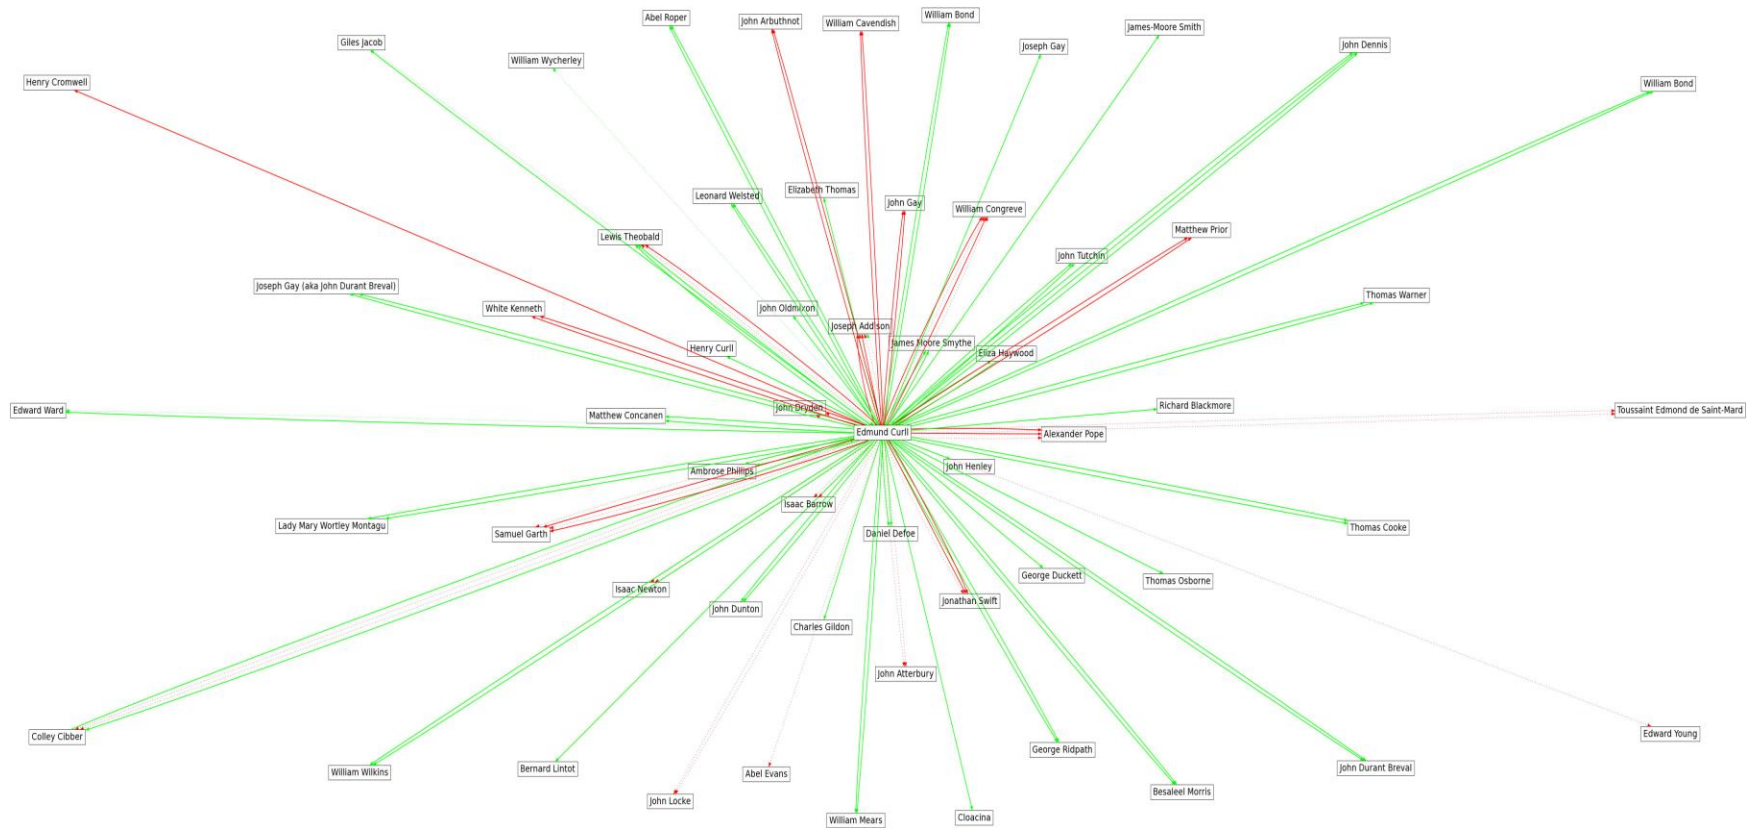 William Bond
Abel Roper
John Arbuthnot
William Cavendish
James-Moore Smith
Giles Jacob
Joseph Gay
John Dennis
William Wycherley
Henry Cromwell
William Bond
Elizabeth Thomas
Leonard Welsted
John Gay
William Congreve
Matthew Prior
Lewis Theobald
John Tutchin
Joseph Gay (aka John Durant Breval)
Thomas Warner
White Kenneth
John Oldmixon
Joseph Addison
James Moore Smythe
Henry Curll
Eliza Haywood
Edward Ward
Matthew Concanen
John Dryden
Richard Blackmore
Toussaint Edmond de Saint-Mard
Edmund Curll
Alexander Pope
Ambrose Phillips
John Henley
Isaac Barrow
Lady Mary Wortley Montagu
Samuel Garth
Daniel Defoe
Thomas Cooke
George Duckett
Thomas Osborne
Isaac Newton
John Dunton
Jonathan Swift
Charles Gildon
John Atterbury
Colley Cibber
Edward Young
George Ridpath
William Wilkins
Bernard Lintot
Abel Evans
John Durant Breval
John Locke
Besaleel Morris
William Mears
Cloacina